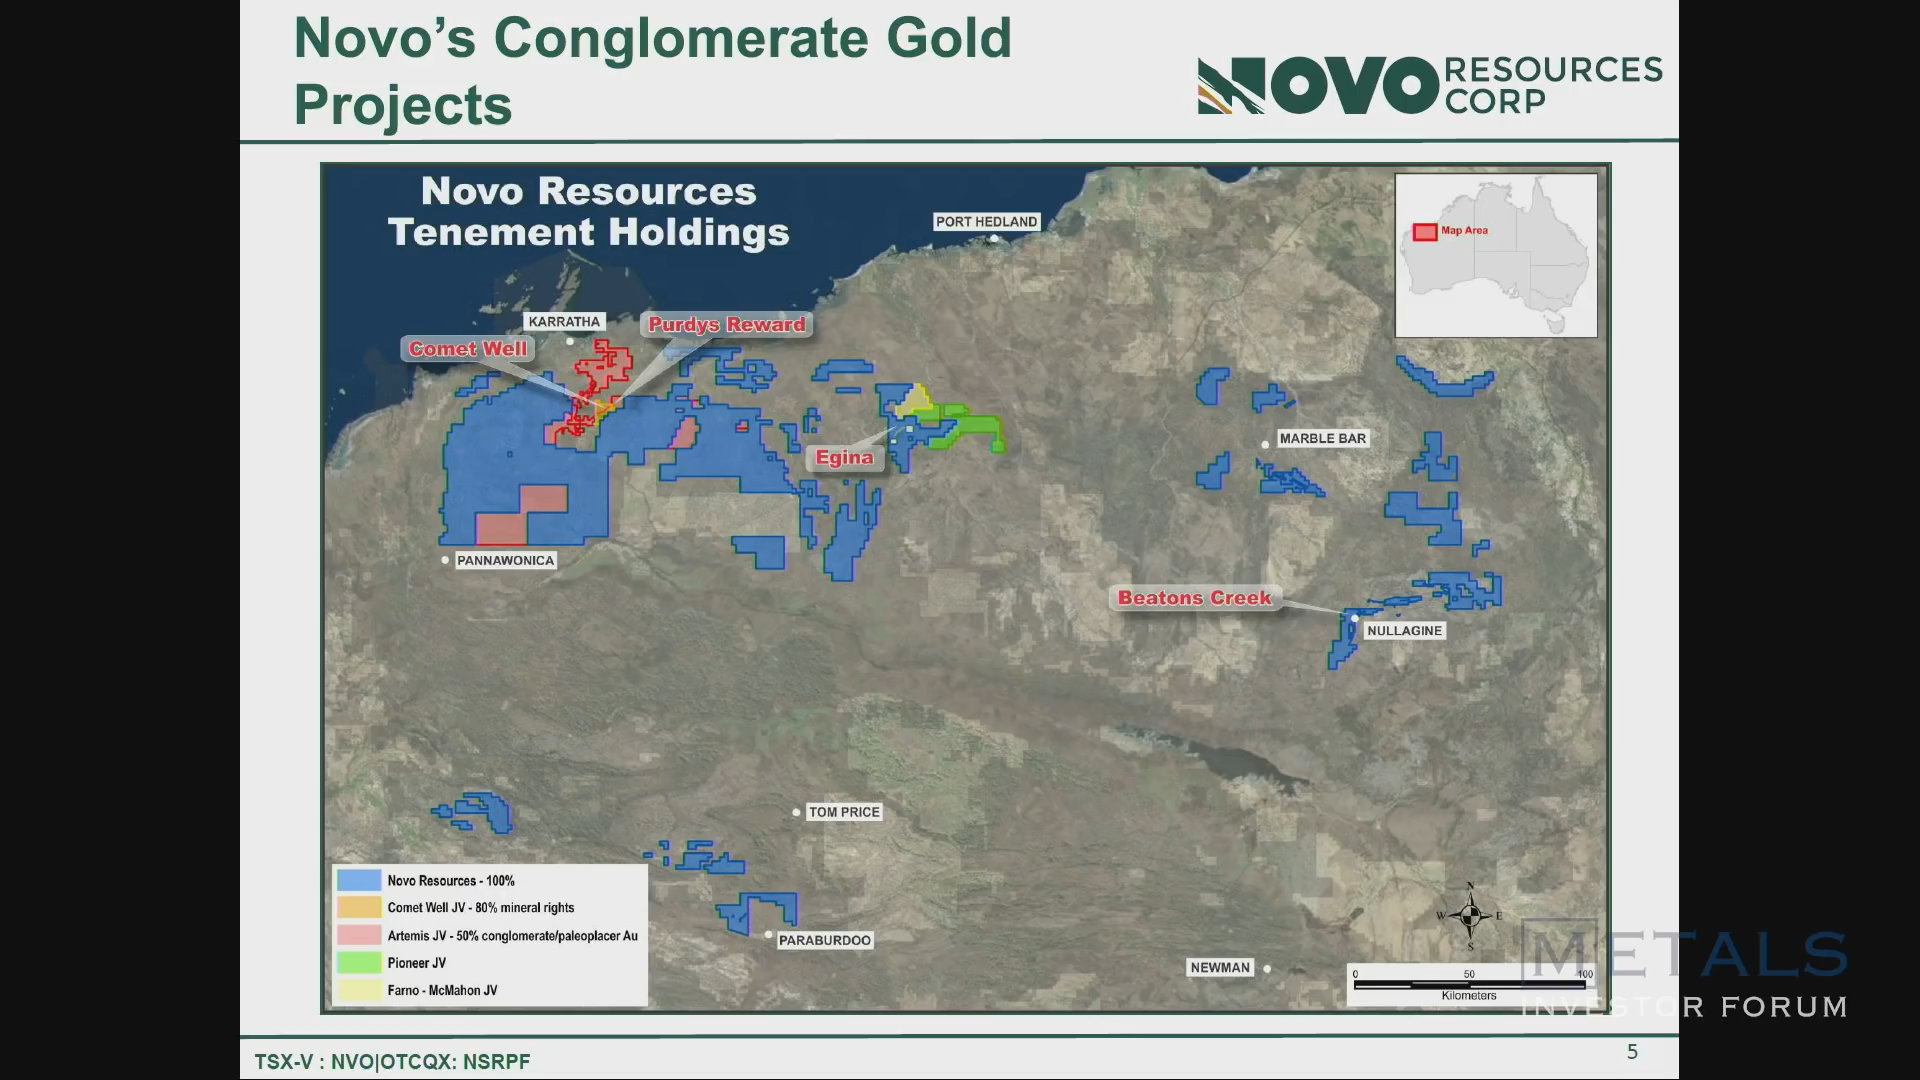 Novo’s Conglomerate Gold
Projects
NOVO RESOURCES
CORP
Novo Resources
Tenement Holdings
PORT HEDLAND
Map Area
KARRATHA
Purdys Reward
Comet Well
MARBLE BAR
Egina
PANNAWONICA
Beatons Creek
NULLAGINE
TOM PRICE
Novo Resources - 100%
Comet Well JV - 80% mineral rights
Artemis JV - 50% conglomerate/paleoplacer Au
Pioneer JV
Farno - McMahon JV
PARABURDOO
NEWMAN
N
W E
S
0 50 100
Kilometers
METALS
INVESTOR FORUM
TSX-V : NVO|OTCQX: NSRPF
5